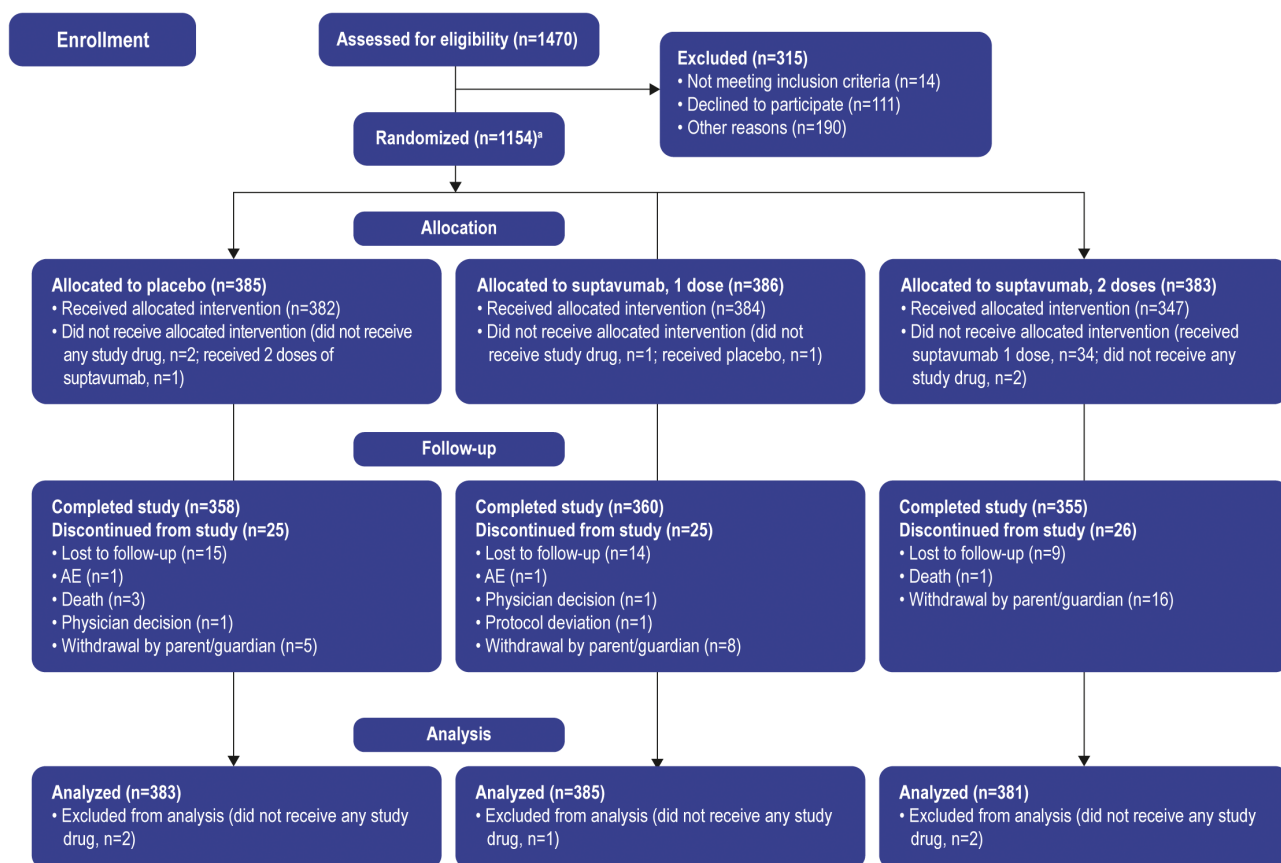 Enrollment
Assessed for eligibility (n=1470)
Excluded (n=315)
• Not meeting inclusion criteria (n=14)
• Declined to participate (n=111)
• Other reasons (n=190)
Randomized (n=1154)ᵃ
Allocation
Allocated to placebo (n=385)
• Received allocated intervention (n=382)
• Did not receive allocated intervention (did not receive
any study drug, n=2; received 2 doses of
suptavumab, n=1)
Allocated to suptavumab, 1 dose (n=386)
• Received allocated intervention (n=384)
• Did not receive allocated intervention (did not
receive study drug, n=1; received placebo, n=1)
Allocated to suptavumab, 2 doses (n=383)
• Received allocated intervention (n=347)
• Did not receive allocated intervention (received
suptavumab 1 dose, n=34; did not receive any
study drug, n=2)
Follow-up
Completed study (n=358)
Discontinued from study (n=25)
• Lost to follow-up (n=15)
• AE (n=1)
• Death (n=3)
• Physician decision (n=1)
• Withdrawal by parent/guardian (n=5)
Completed study (n=360)
Discontinued from study (n=25)
• Lost to follow-up (n=14)
• AE (n=1)
• Physician decision (n=1)
• Protocol deviation (n=1)
• Withdrawal by parent/guardian (n=8)
Completed study (n=355)
Discontinued from study (n=26)
• Lost to follow-up (n=9)
• Death (n=1)
• Withdrawal by parent/guardian (n=16)
Analysis
Analyzed (n=383)
• Excluded from analysis (did not receive any study
drug, n=2)
Analyzed (n=385)
• Excluded from analysis (did not receive any study
drug, n=1)
Analyzed (n=381)
• Excluded from analysis (did not receive any study
drug, n=2)